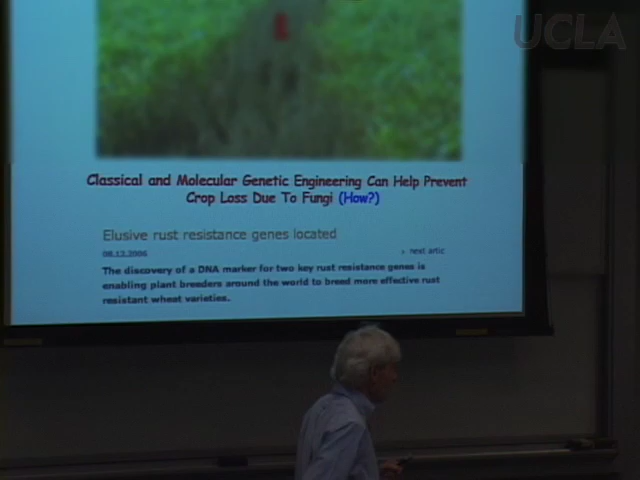 UCLA
Classical and Molecular Genetic Engineering Can Help Prevent
Crop Loss Due To Fungi (How?)
Elusive rust resistance genes located
08.12.2006
next artic
The discovery of a DNA marker for two key rust resistance genes is
enabling plant breeders around the world to breed more effective rust
resistant wheat varieties.